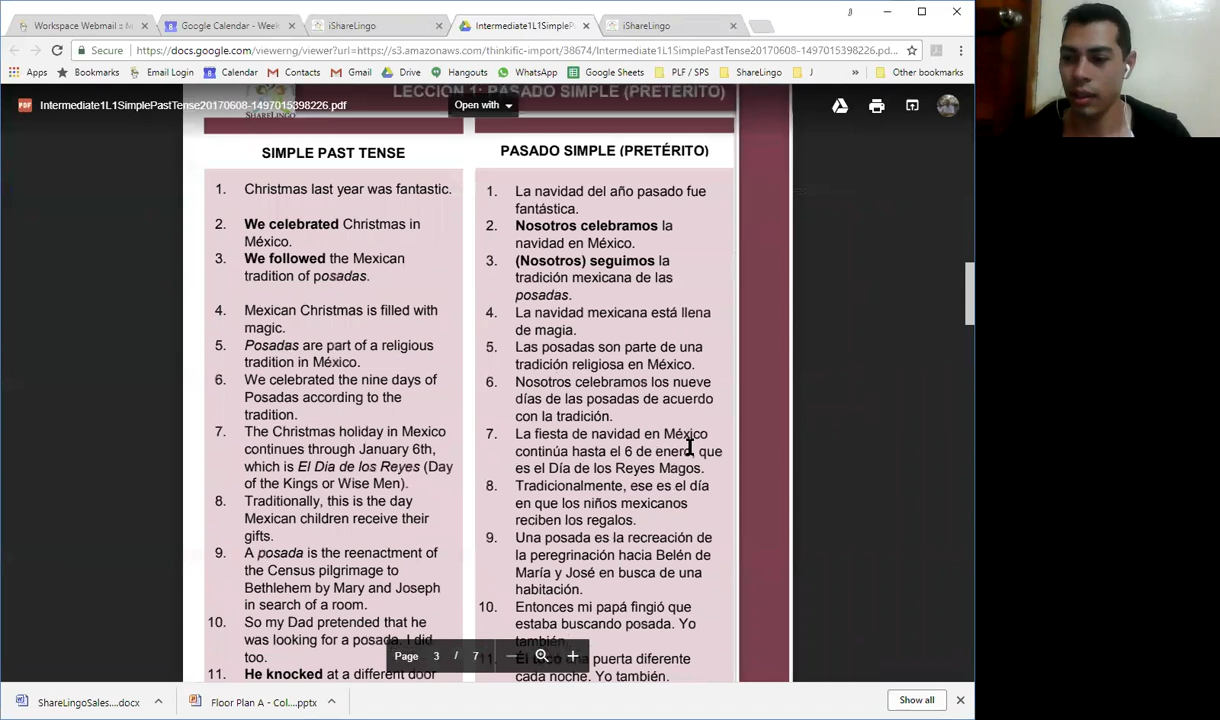 Workspace Webmail :: M
Google Calendar - Week
iShareLingo
Intermediate1L1SimpleP
iShareLingo
Secure
https://docs.google.com/viewerng/viewer?url=https://s3.amazonaws.com/thinkific-import/38674/Intermediate1L1SimplePastTense20170608-1497015398226.pd...
Apps
Bookmarks
Email Login
Calendar
Contacts
Gmail
Drive
Hangouts
WhatsApp
Google Sheets
PLF / SPS
ShareLingo
J
»
Other bookmarks
PDF
Intermediate1L1SimplePastTense20170608-1497015398226.pdf
Open with
SHARELINGO
LECCIÓN 1: PASADO SIMPLE (PRETÉRITO)
SIMPLE PAST TENSE
1. Christmas last year was fantastic.
2. We celebrated Christmas in
México.
3. We followed the Mexican
tradition of posadas.
4. Mexican Christmas is filled with
magic.
5. Posadas are part of a religious
tradition in México.
6. We celebrated the nine days of
Posadas according to the
tradition.
7. The Christmas holiday in Mexico
continues through January 6th,
which is El Dia de los Reyes (Day
of the Kings or Wise Men).
8. Traditionally, this is the day
Mexican children receive their
gifts.
9. A posada is the reenactment of
the Census pilgrimage to
Bethlehem by Mary and Joseph
in search of a room.
10. So my Dad pretended that he
was looking for a posada. I did
too.
11. He knocked at a different door
PASADO SIMPLE (PRETÉRITO)
1. La navidad del año pasado fue
fantástica.
2. Nosotros celebramos la
navidad en México.
3. (Nosotros) seguimos la
tradición mexicana de las
posadas.
4. La navidad mexicana está llena
de magia.
5. Las posadas son parte de una
tradición religiosa en México.
6. Nosotros celebramos los nueve
días de las posadas de acuerdo
con la tradición.
7. La fiesta de navidad en México
continúa hasta el 6 de enero, que
es el Día de los Reyes Magos.
8. Tradicionalmente, ese es el día
en que los niños mexicanos
reciben los regalos.
9. Una posada es la recreación de
la peregrinación hacia Belén de
María y José en busca de una
habitación.
10. Entonces mi papá fingió que
estaba buscando posada. Yo
también.
11. Él tocó una puerta diferente
cada noche. Yo también.
Page 3 / 7
ShareLingoSales....docx
Floor Plan A - Col....pptx
Show all